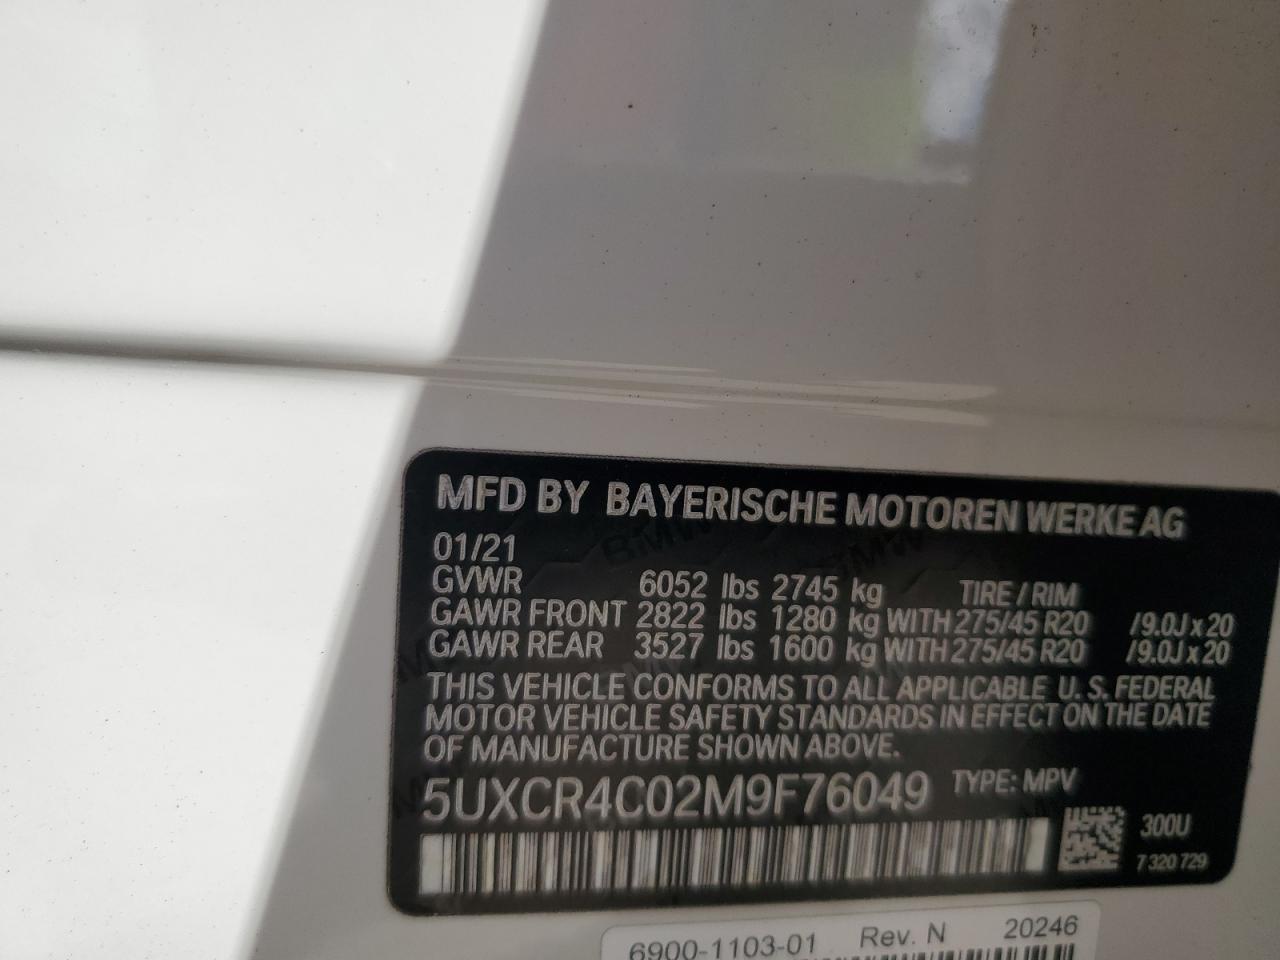 MFD BY BAYERISCHE MOTOREN WERKE AG
01/21
GVWR 6052 lbs 2745 kg TIRE / RIM
GAWR FRONT 2822 lbs 1280 kg WITH 275/45 R20 /9.0J x 20
GAWR REAR 3527 lbs 1600 kg WITH 275/45 R20 /9.0J x 20
THIS VEHICLE CONFORMS TO ALL APPLICABLE U.S. FEDERAL
MOTOR VEHICLE SAFETY STANDARDS IN EFFECT ON THE DATE
OF MANUFACTURE SHOWN ABOVE.
5UXCR4C02M9F76049 TYPE: MPV
300U
7 320 729
6900-1103-01 Rev. N 20246